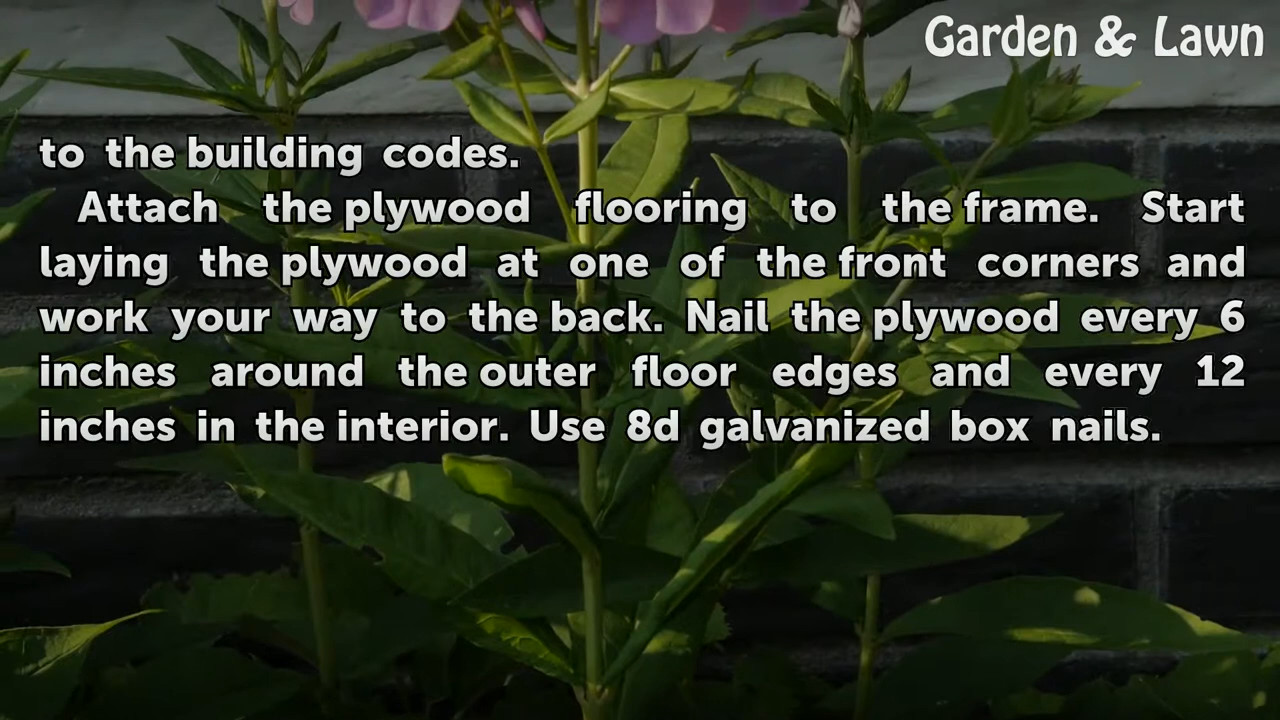 Garden & Lawn
to the building codes.
Attach the plywood flooring to the frame. Start
laying the plywood at one of the front corners and
work your way to the back. Nail the plywood every 6
inches around the outer floor edges and every 12
inches in the interior. Use 8d galvanized box nails.